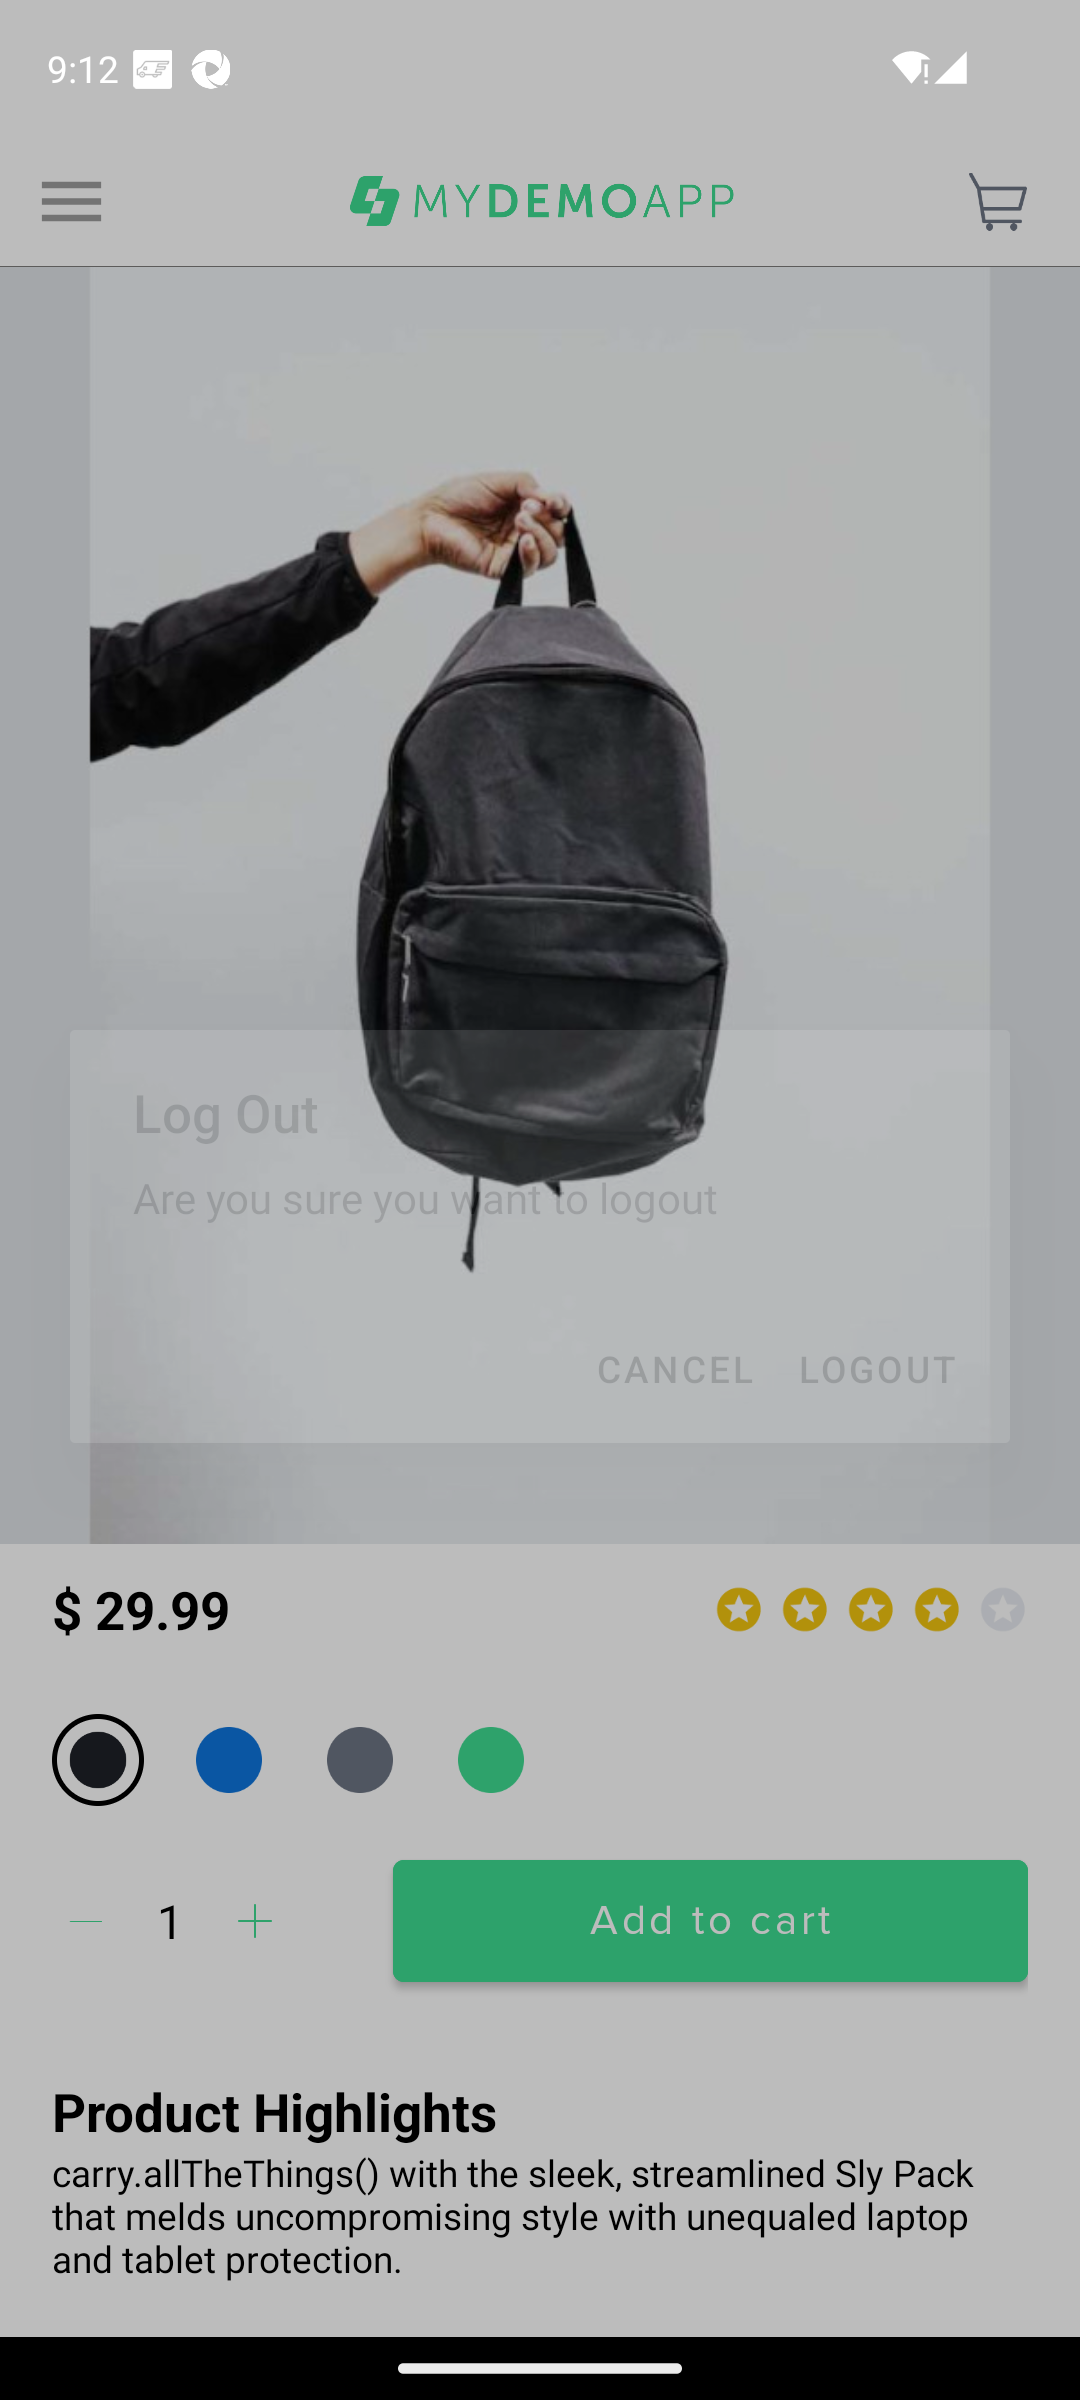 9:12
MYDEMOAPP
Log Out
Are you sure you want to logout
CANCEL LOGOUT
$ 29.99
1
Add to cart
Product Highlights
carry.allTheThings() with the sleek, streamlined Sly Pack
that melds uncompromising style with unequaled laptop
and tablet protection.